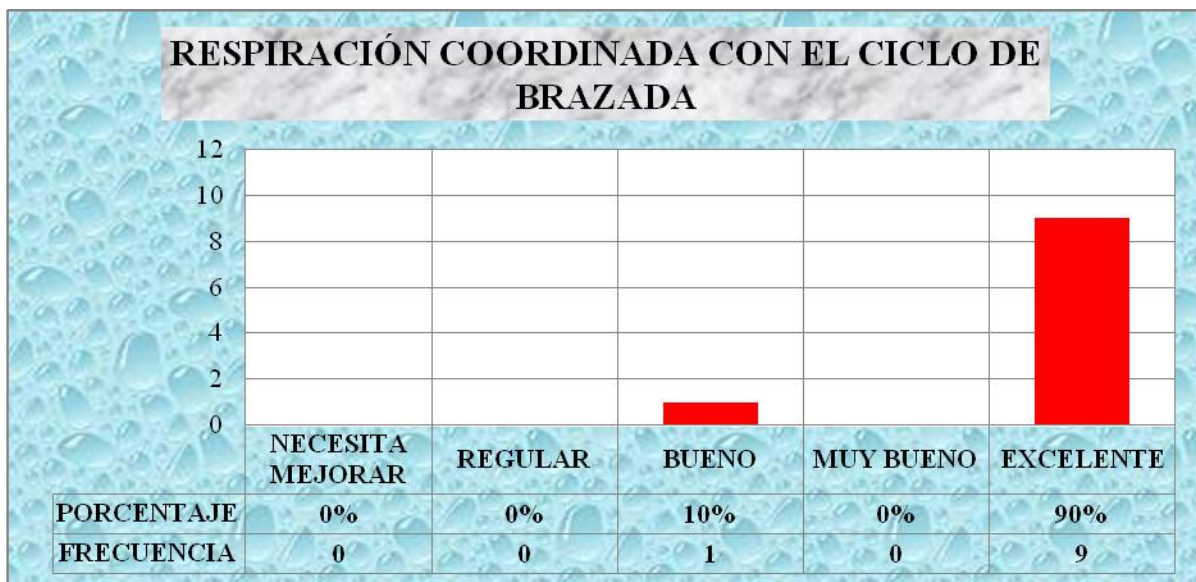 RESPIRACIÓN COORDINADA CON EL CICLO DE
BRAZADA
12
10
8
6
4
2
0
NECESITA
MEJORAR
REGULAR
BUENO
MUY BUENO
EXCELENTE
PORCENTAJE 0% 0% 10% 0% 90%
FRECUENCIA 0 0 1 0 9